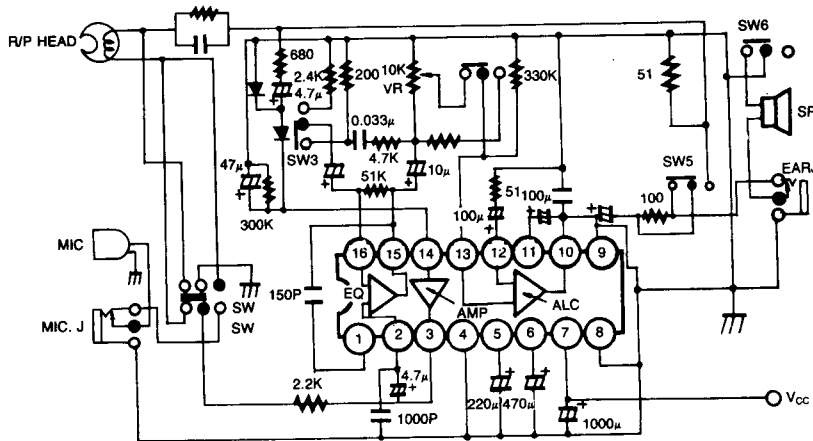 R/P HEAD
680
2.4K
4.7μ
+
200
10K
VR
330K
51
SW6
SP
0.033μ
4.7K
SW3
10μ
+
47μ
+
51K
300K
51
100μ
100μ
+
SW5
100
EAR.
MIC
MIC. J
SW
SW
150P
16
15
14
13
12
11
10
9
EQ
AMP
ALC
1
2
3
4
5
6
7
8
2.2K
4.7μ
+
1000P
220μ
+
470μ
+
1000μ
+
VCC